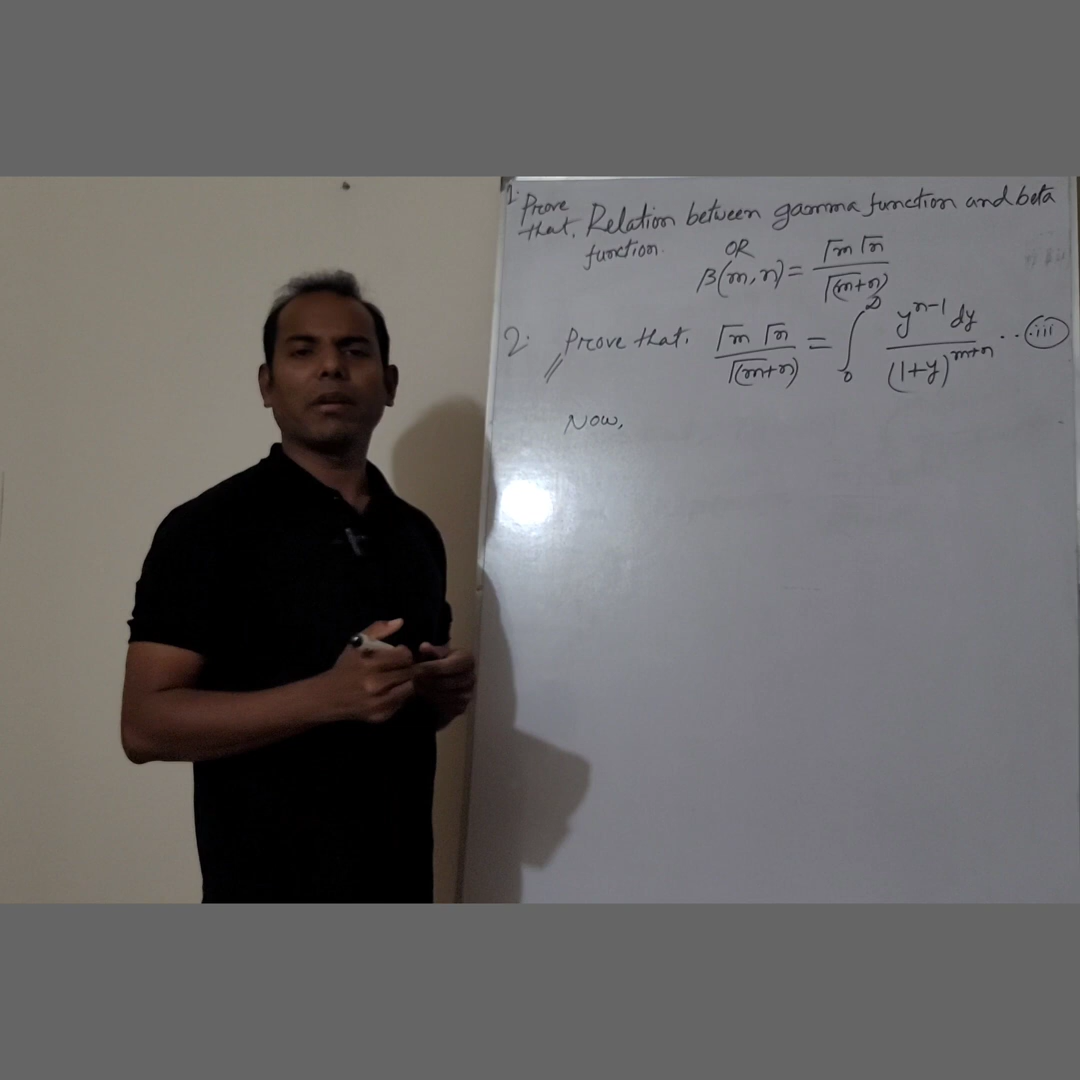 1. Prove that. Relation between gamma function and beta
function.
OR
β(m,n) = Γm Γn / Γ(m+n)
2. Prove that. Γm Γn / Γ(m+n) = ∫₀^∞ y^(n-1) dy / (1+y)^(m+n) ... (iii)
Now,